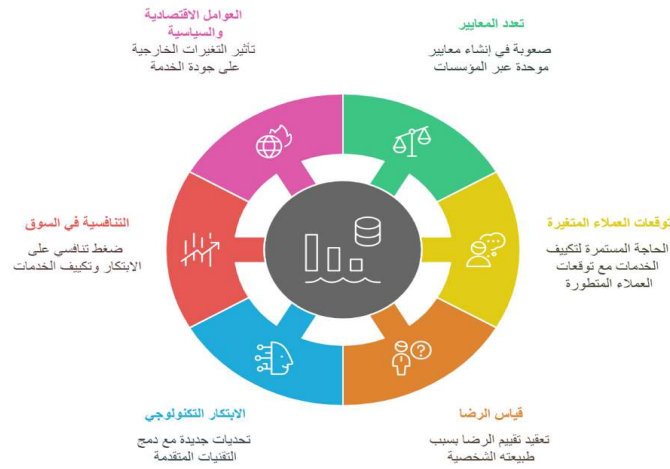 تعدد المعايير
صعوبة في إنشاء معايير
موحدة عبر المؤسسات
توقعات العملاء المتغيرة
الحاجة المستمرة لتكييف
الخدمات مع توقعات
العملاء المتطورة
قياس الرضا
تعقيد تقييم الرضا بسبب
طبيعته الشخصية
الابتكار التكنولوجي
تحديات جديدة مع دمج
التقنيات المتقدمة
التنافسية في السوق
ضغط تنافسي على
الابتكار وتكييف الخدمات
العوامل الاقتصادية
والسياسية
تأثير التغيرات الخارجية
على جودة الخدمة